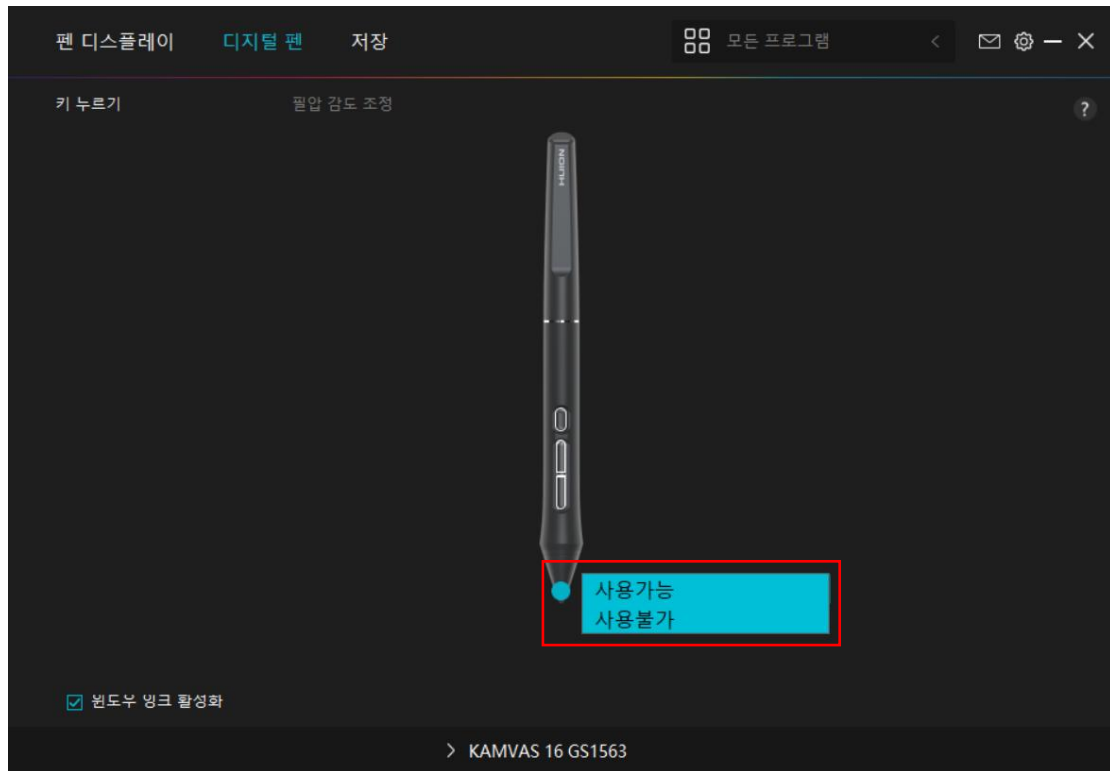 펜 디스플레이 디지털 펜 저장 모든 프로그램
키 누르기 필압 감도 조정 ?
HUION
사용가능
사용불가
윈도우 잉크 활성화
KAMVAS 16 GS1563